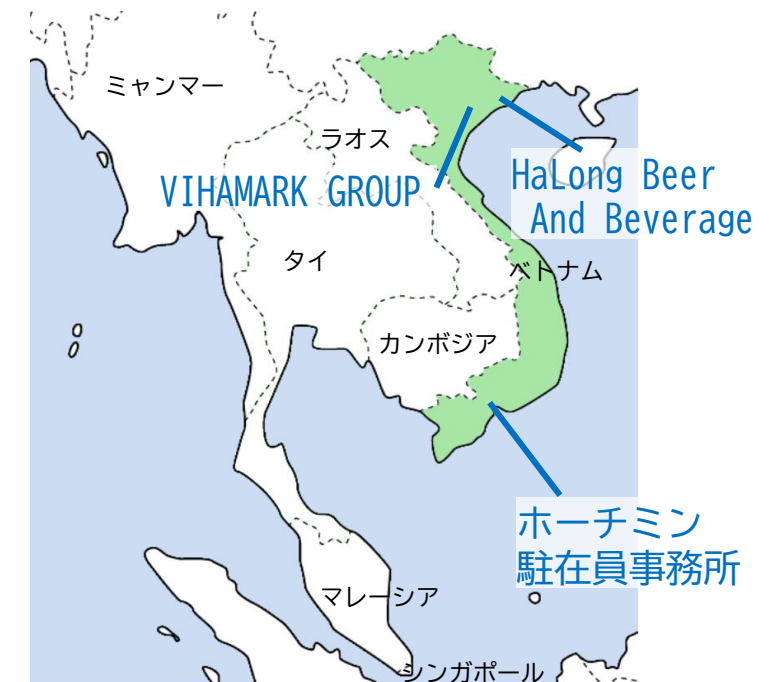 ミャンマー
ラオス
VIHAMARK GROUP
HaLong Beer
And Beverage
タイ
ベトナム
カンボジア
ホーチミン
駐在員事務所
マレーシア
シンガポール